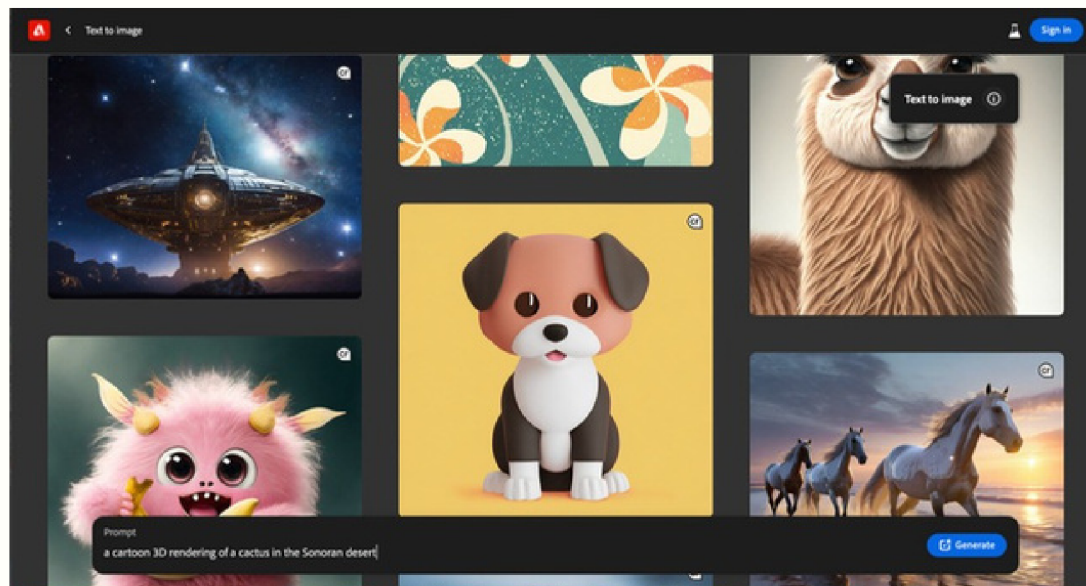 Text to image
Sign in
Text to image
Prompt
a cartoon 3D rendering of a cactus in the Sonoran desert
Generate